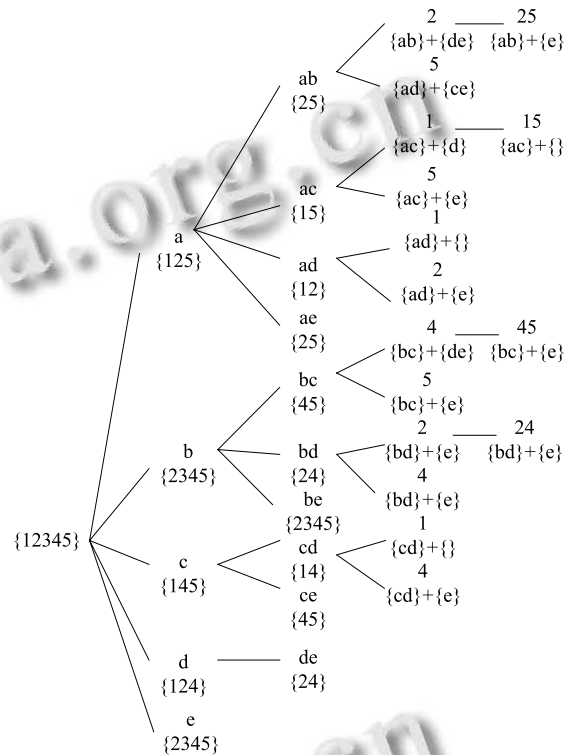 2 25
{ab}+{de} {ab}+{e}
ab 5
{25} {ad}+{ce}
1 15
{ac}+{d} {ac}+{}
ac 5
{15} {ac}+{e}
a 1
{125} {ad}+{}
ad 2
{12} {ad}+{e}
ae
{25}
4 45
{bc}+{de} {bc}+{e}
bc 5
{45} {bc}+{e}
2 24
b bd {bd}+{e} {bd}+{e}
{2345} {24} 4
be {bd}+{e}
{2345} 1
{12345} cd {cd}+{}
c {14} 4
{145} ce {cd}+{e}
{45}
d de
{124} {24}
e
{2345}
a.org.cn
cn